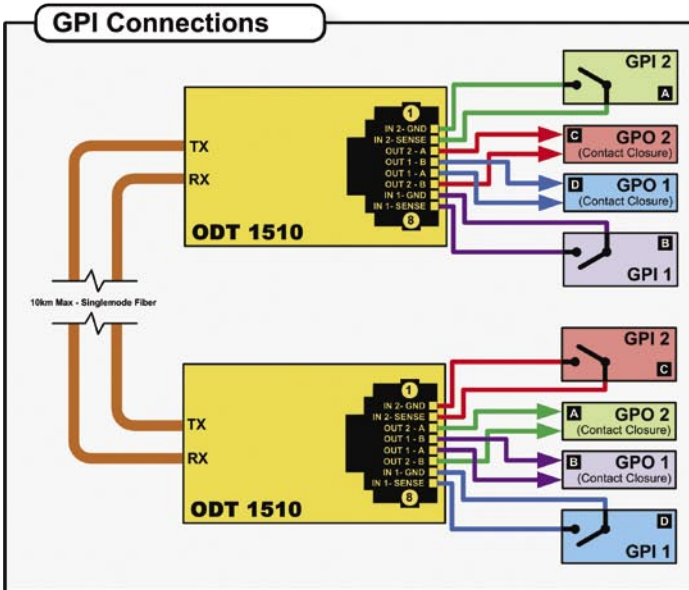 GPI Connections
TX
RX
ODT 1510
1
IN 2- GND
IN 2- SENSE
OUT 2 - A
OUT 1 - B
OUT 1 - A
OUT 2 - B
IN 1- GND
IN 1- SENSE
8
GPI 2
A
C GPO 2
(Contact Closure)
D GPO 1
(Contact Closure)
B
GPI 1
10km Max - Singlemode Fiber
TX
RX
ODT 1510
1
IN 2- GND
IN 2- SENSE
OUT 2 - A
OUT 1 - B
OUT 1 - A
OUT 2 - B
IN 1- GND
IN 1- SENSE
8
GPI 2
C
A GPO 2
(Contact Closure)
B GPO 1
(Contact Closure)
D
GPI 1